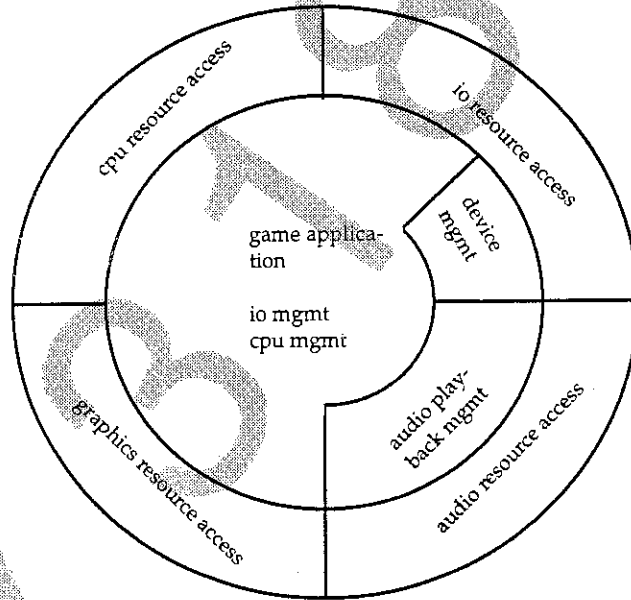 cpu resource access
io resource access
device
mgmt
game applica-
tion
io mgmt
cpu mgmt
audio play-
back mgmt
graphics resource access
audio resource access